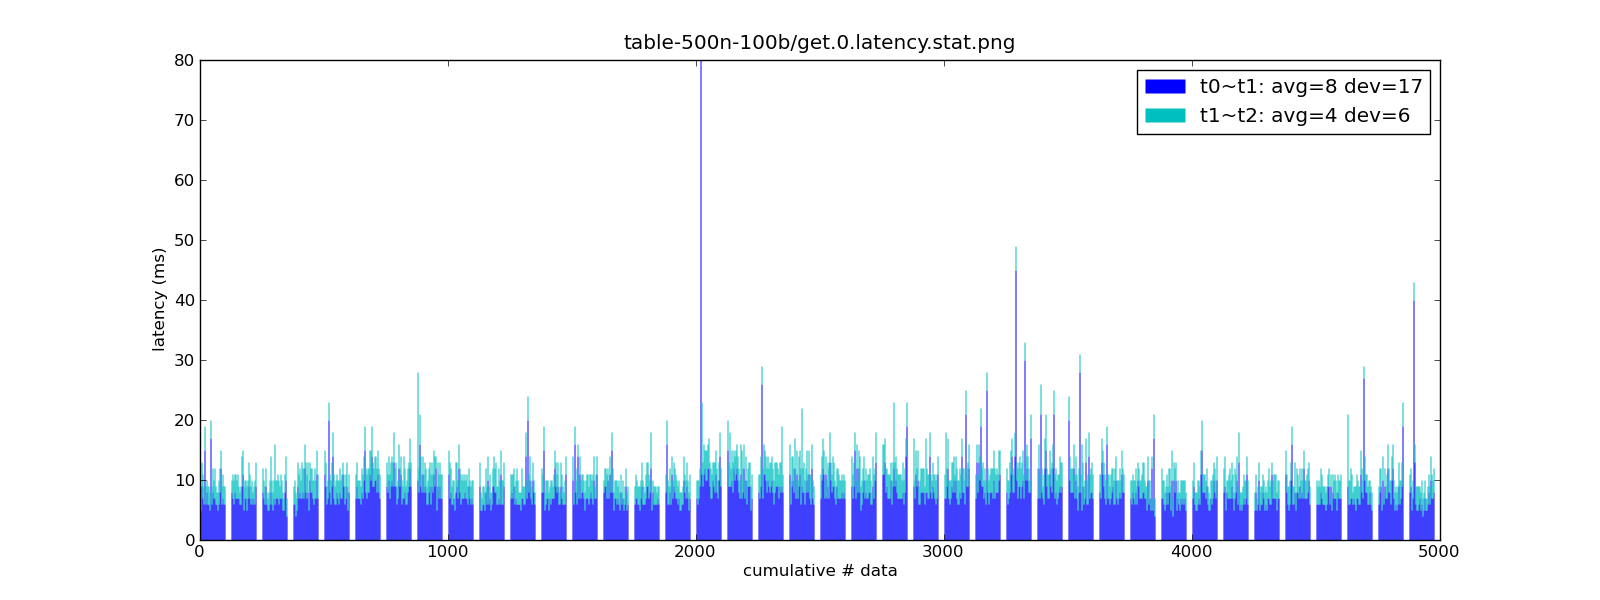 table-500n-100b/get.0.latency.stat.png
80
70
60
50
40
30
20
10
0
latency (ms)
t0~t1: avg=8 dev=17
t1~t2: avg=4 dev=6
0 1000 2000 3000 4000 5000
cumulative # data